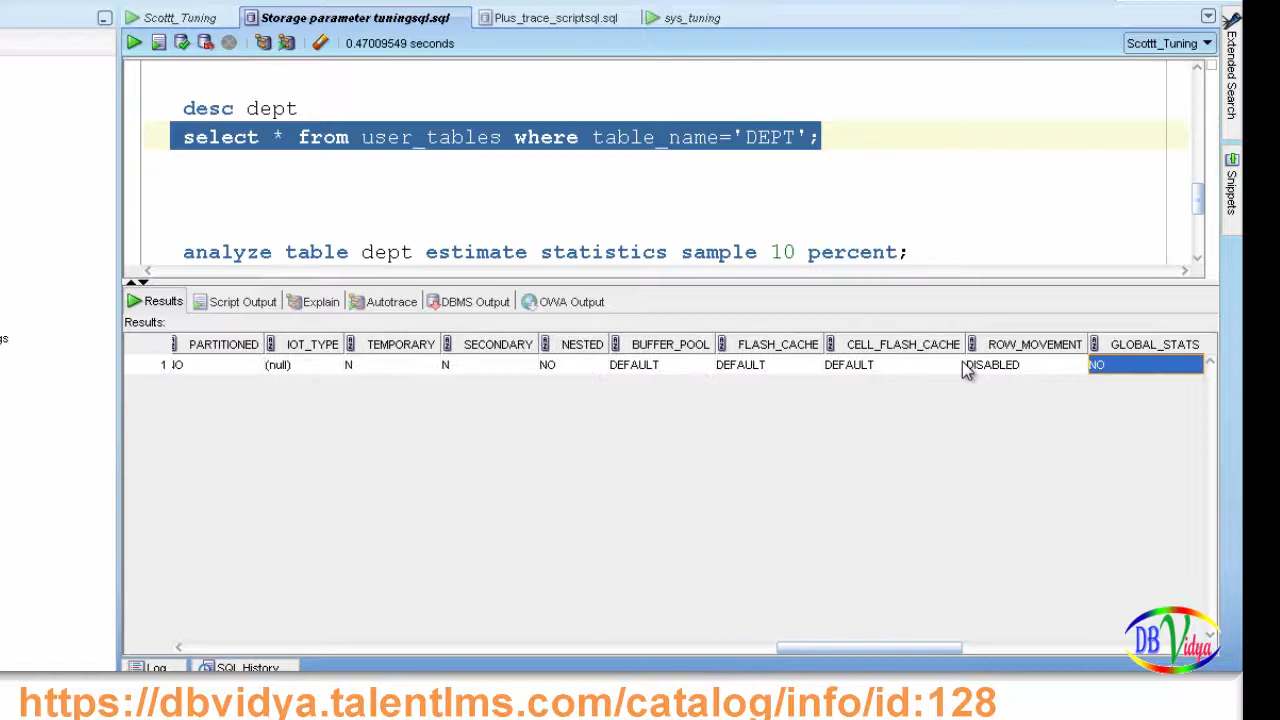 Scottt_Tuning
Storage parameter tuningsql.sql
Plus_trace_scriptsql.sql
sys_tuning
0.47009549 seconds
Scottt_Tuning
Extended Search
Snippets
desc dept
select * from user_tables where table_name='DEPT';
analyze table dept estimate statistics sample 10 percent;
Results Script Output Explain Autotrace DBMS Output OWA Output
Results:
PARTITIONED IOT_TYPE TEMPORARY SECONDARY NESTED BUFFER_POOL FLASH_CACHE CELL_FLASH_CACHE ROW_MOVEMENT GLOBAL_STATS
1 NO (null) N N NO DEFAULT DEFAULT DEFAULT DISABLED NO
gs
Log SQL History
DB Vidya
https://dbvidya.talentlms.com/catalog/info/id:128